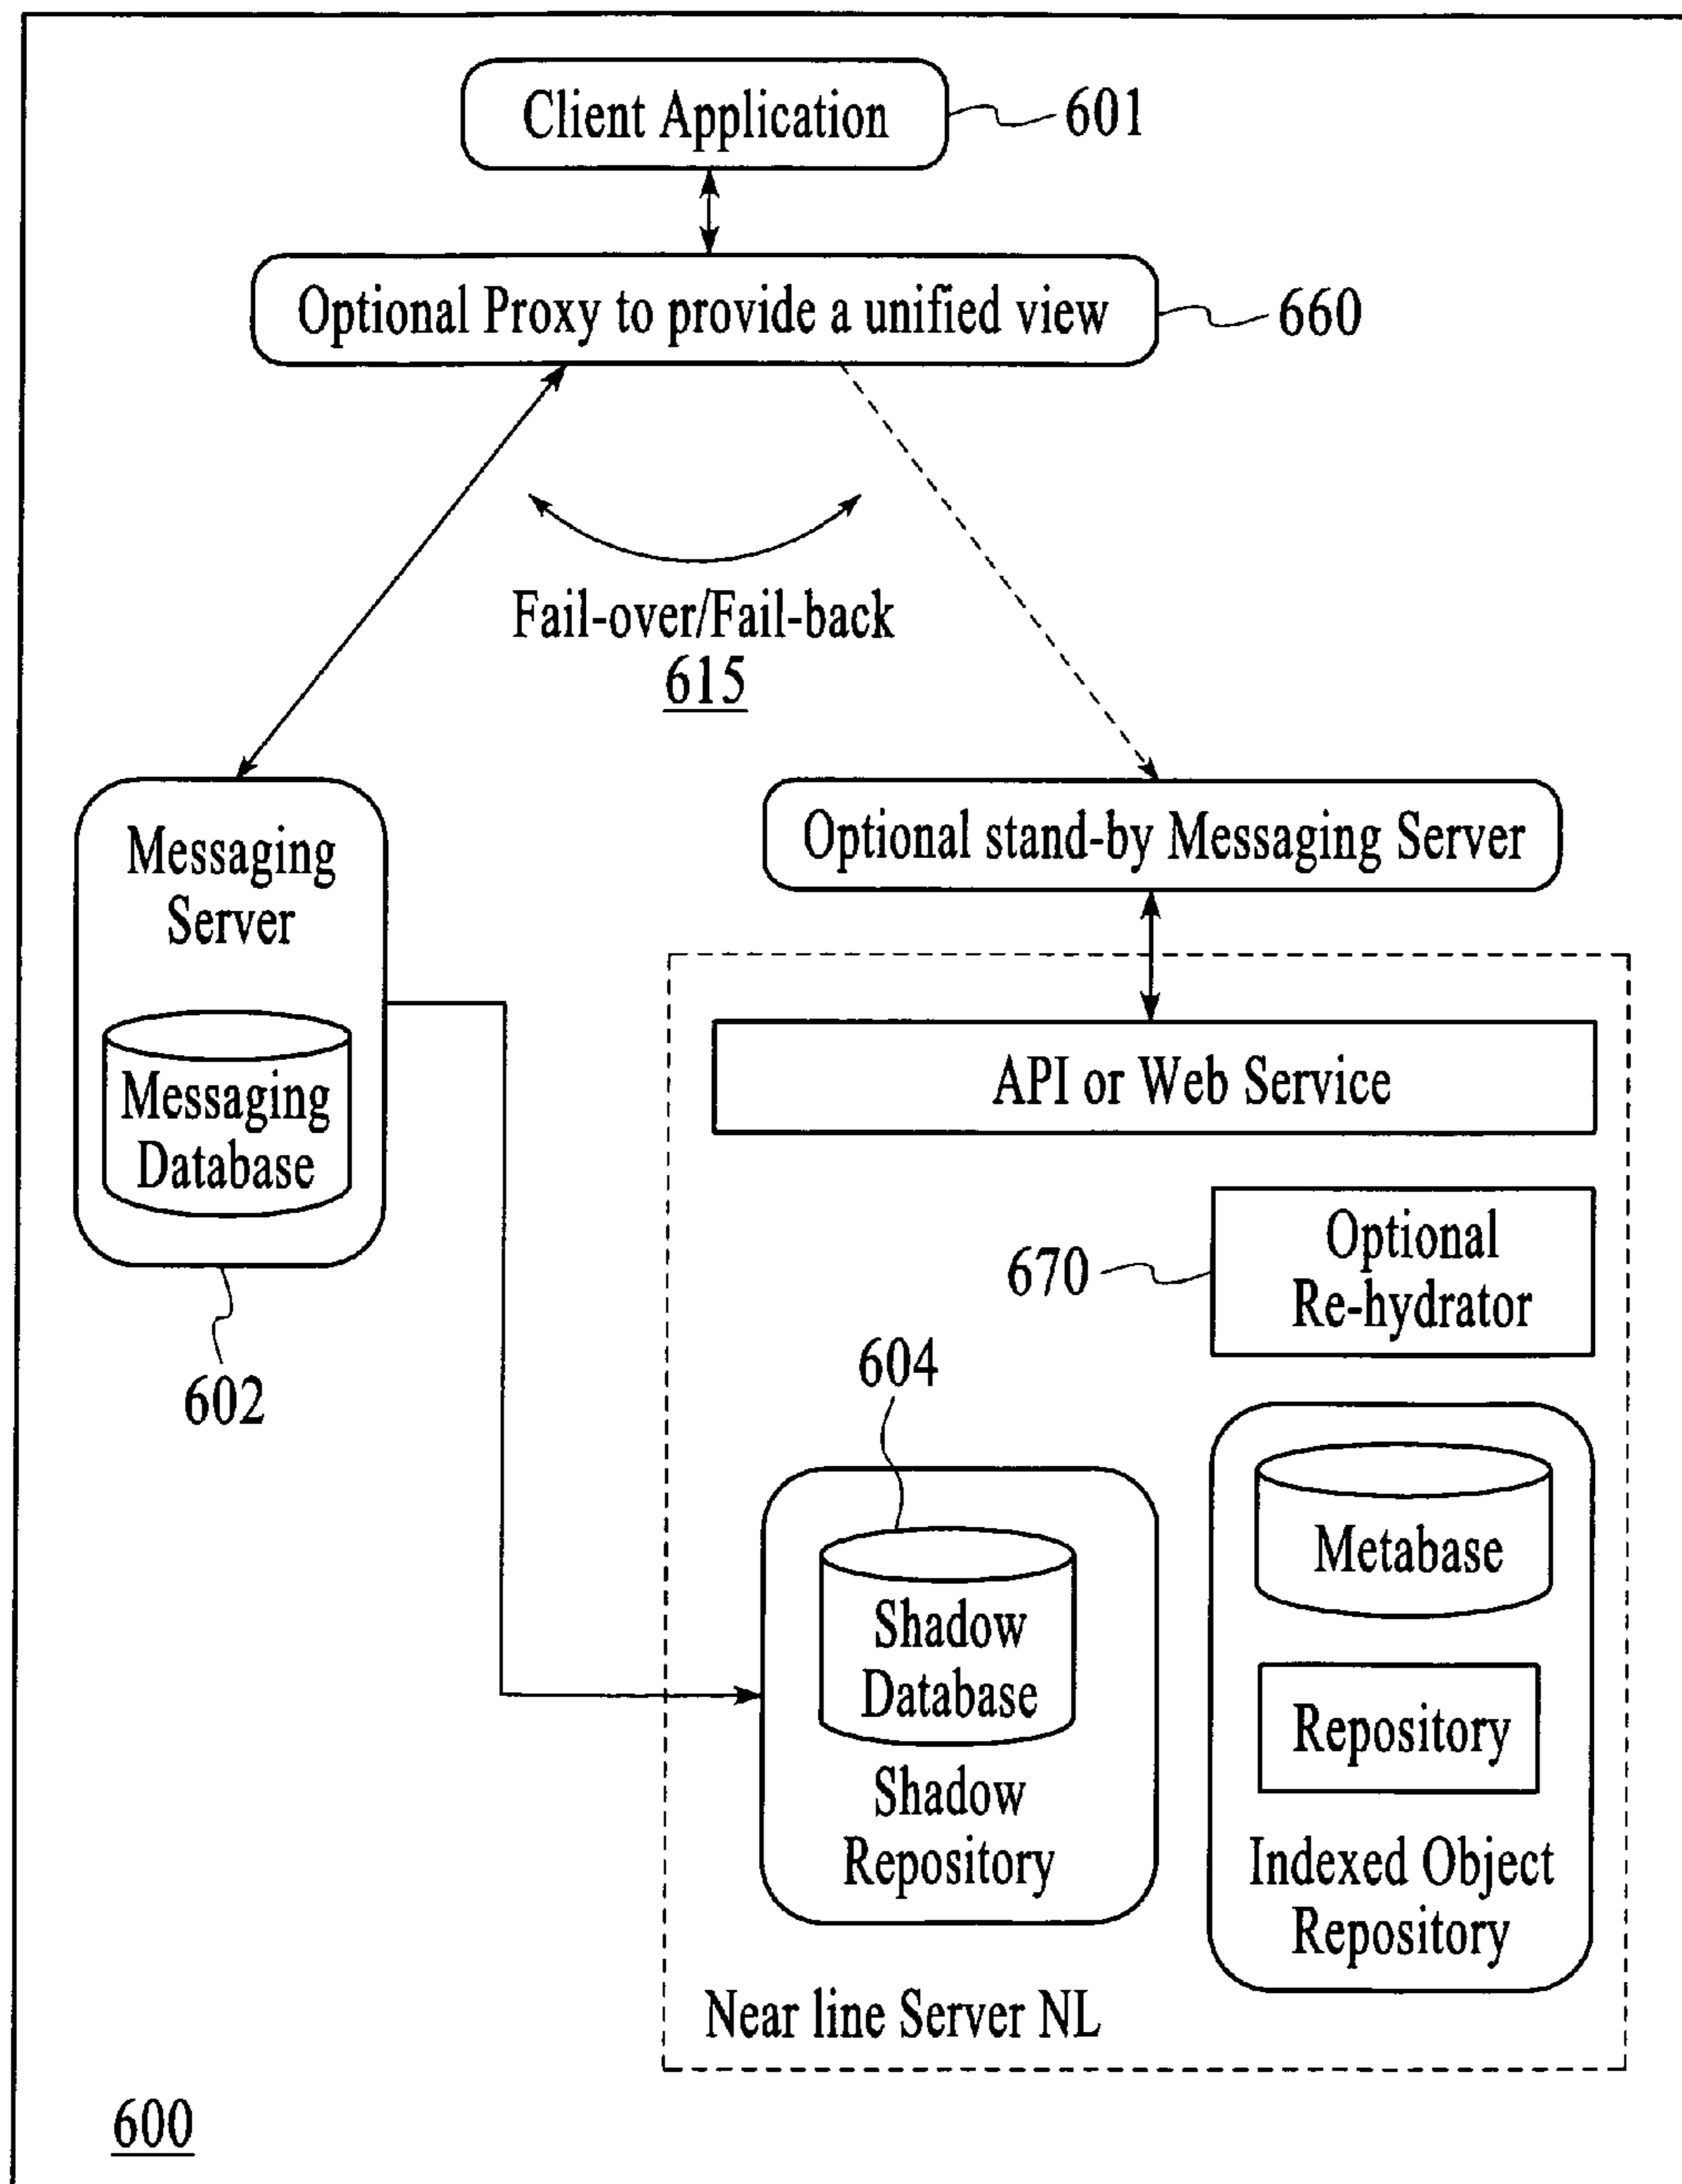 Client Application
601
Optional Proxy to provide a unified view
660
Fail-over/Fail-back
615
Messaging
Server
Messaging
Database
602
Optional stand-by Messaging Server
API or Web Service
Optional
Re-hydrator
670
604
Shadow
Database
Shadow
Repository
Metabase
Repository
Indexed Object
Repository
Near line Server NL
600